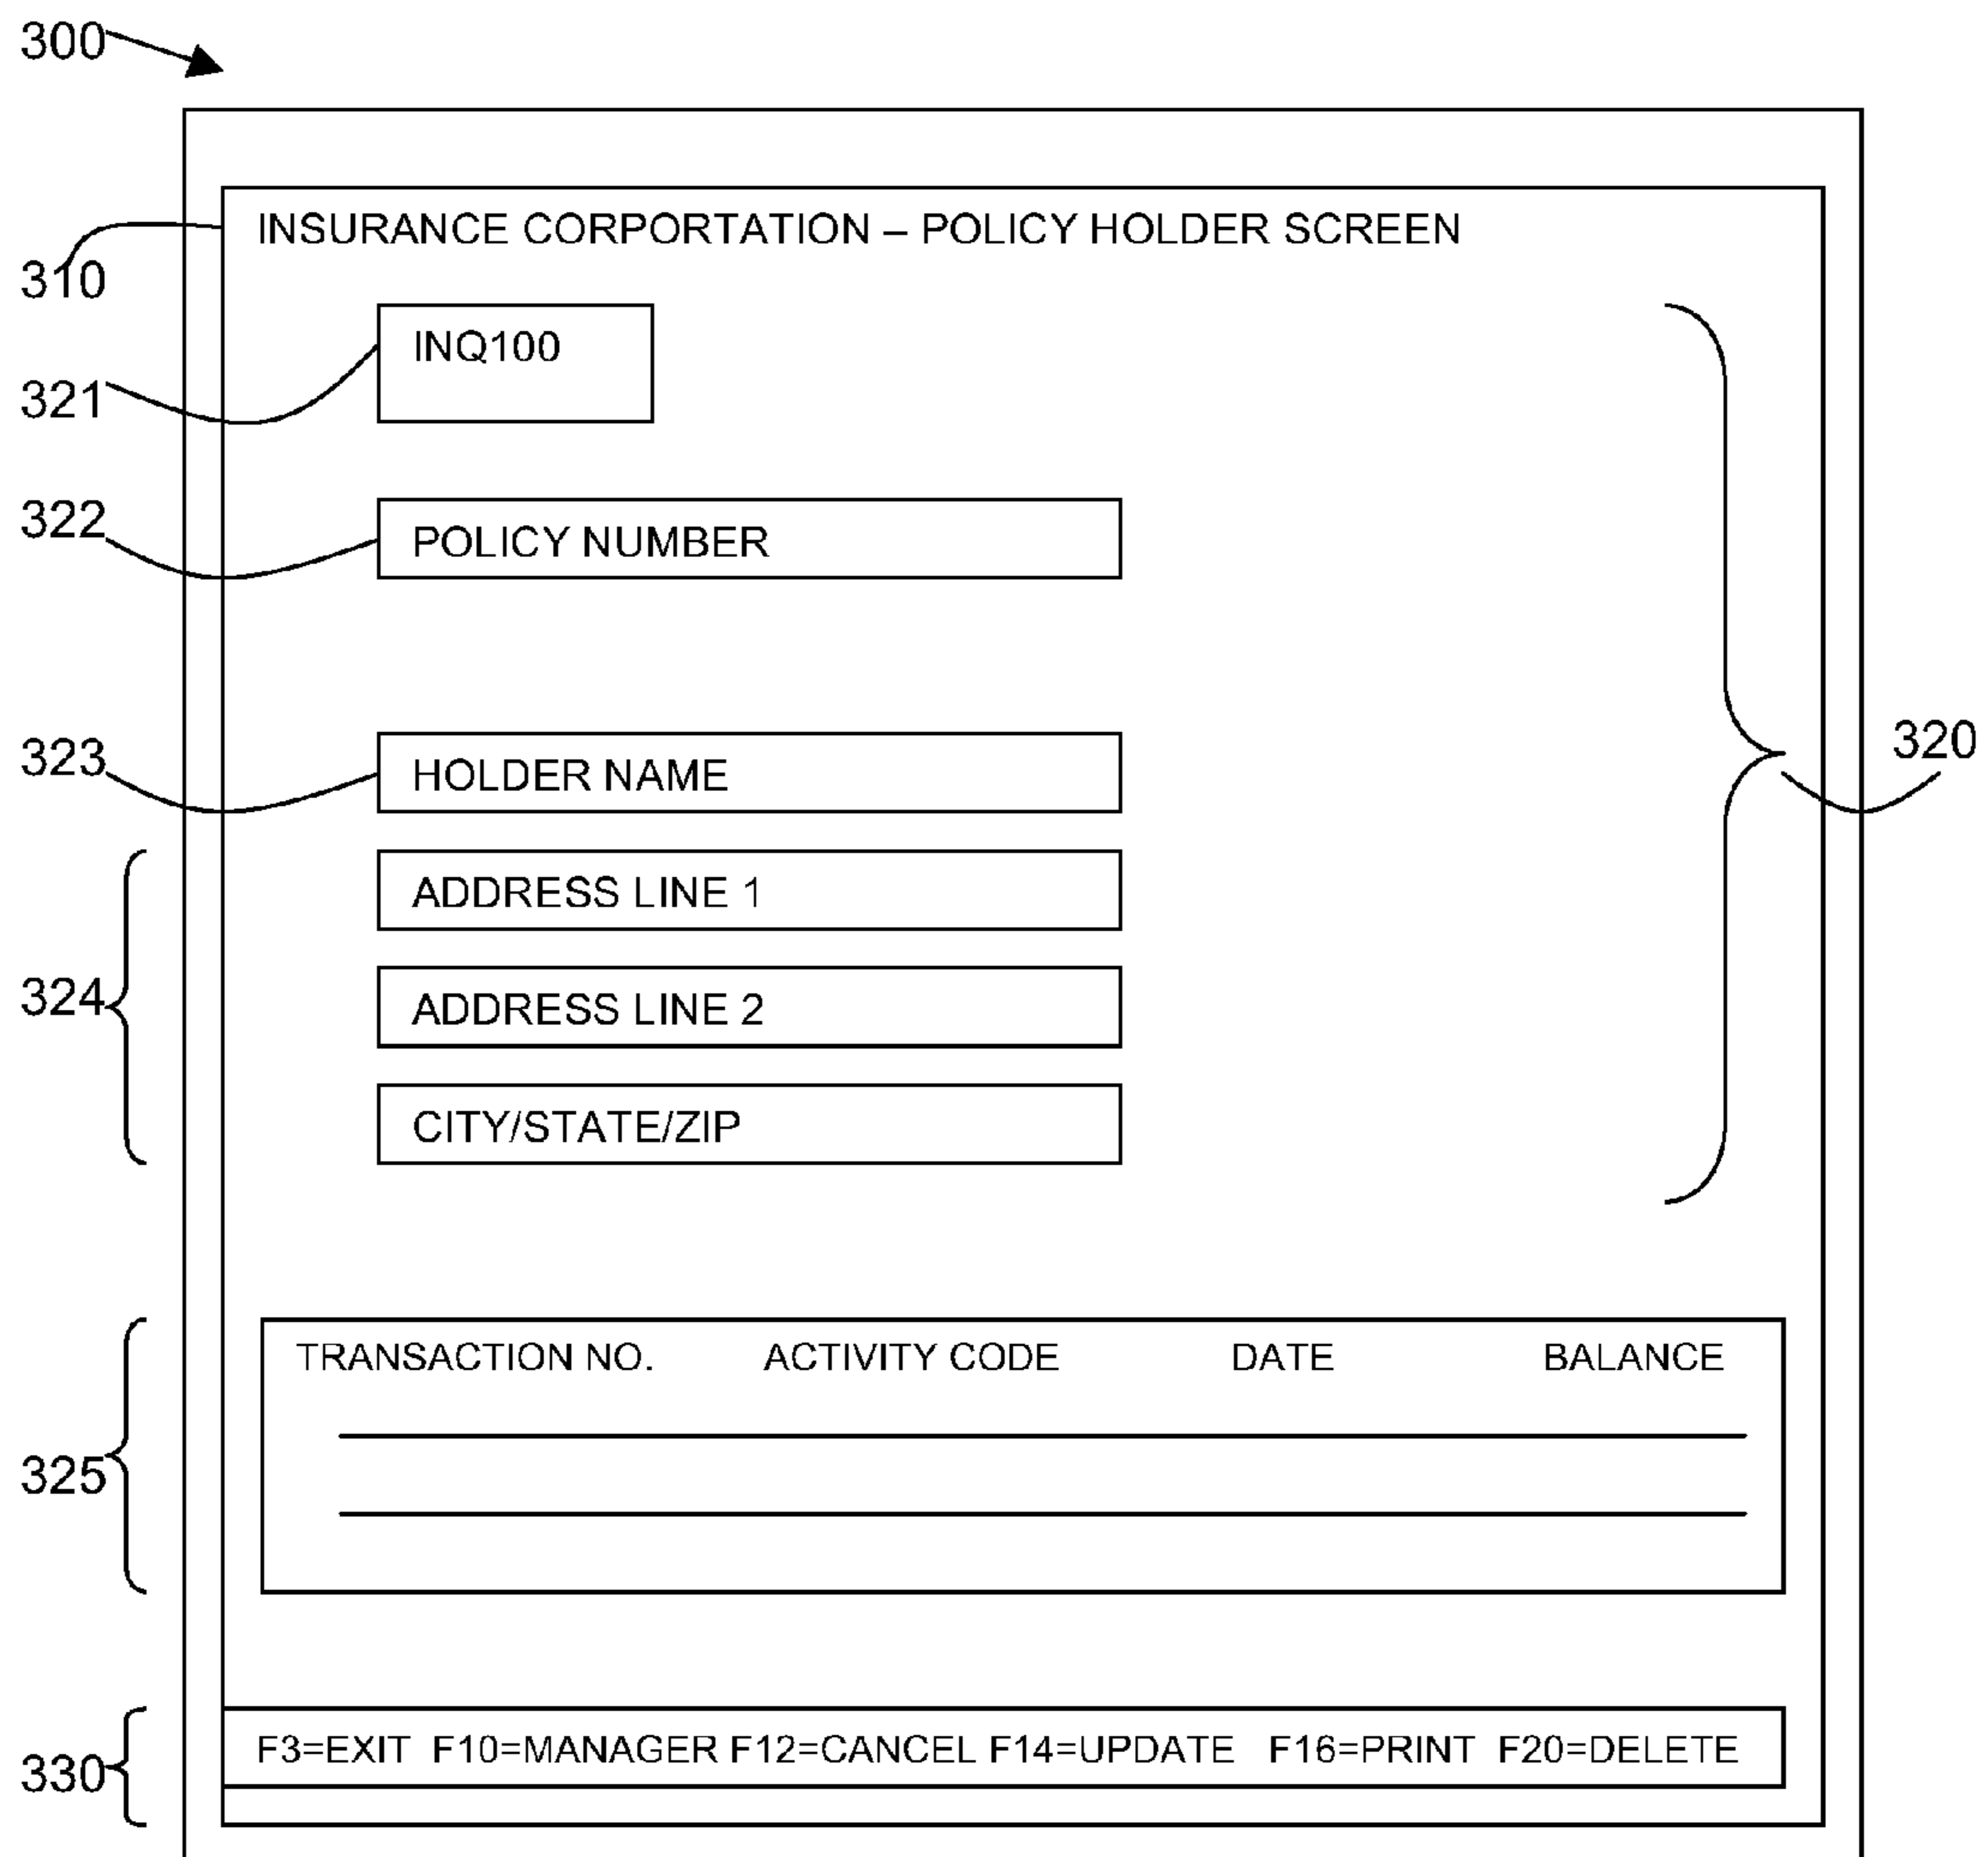 300
INSURANCE CORPORTATION – POLICY HOLDER SCREEN
310
INQ100
321
322
POLICY NUMBER
323
HOLDER NAME
320
ADDRESS LINE 1
324
ADDRESS LINE 2
CITY/STATE/ZIP
TRANSACTION NO. ACTIVITY CODE DATE BALANCE
325
330
F3=EXIT F10=MANAGER F12=CANCEL F14=UPDATE F16=PRINT F20=DELETE